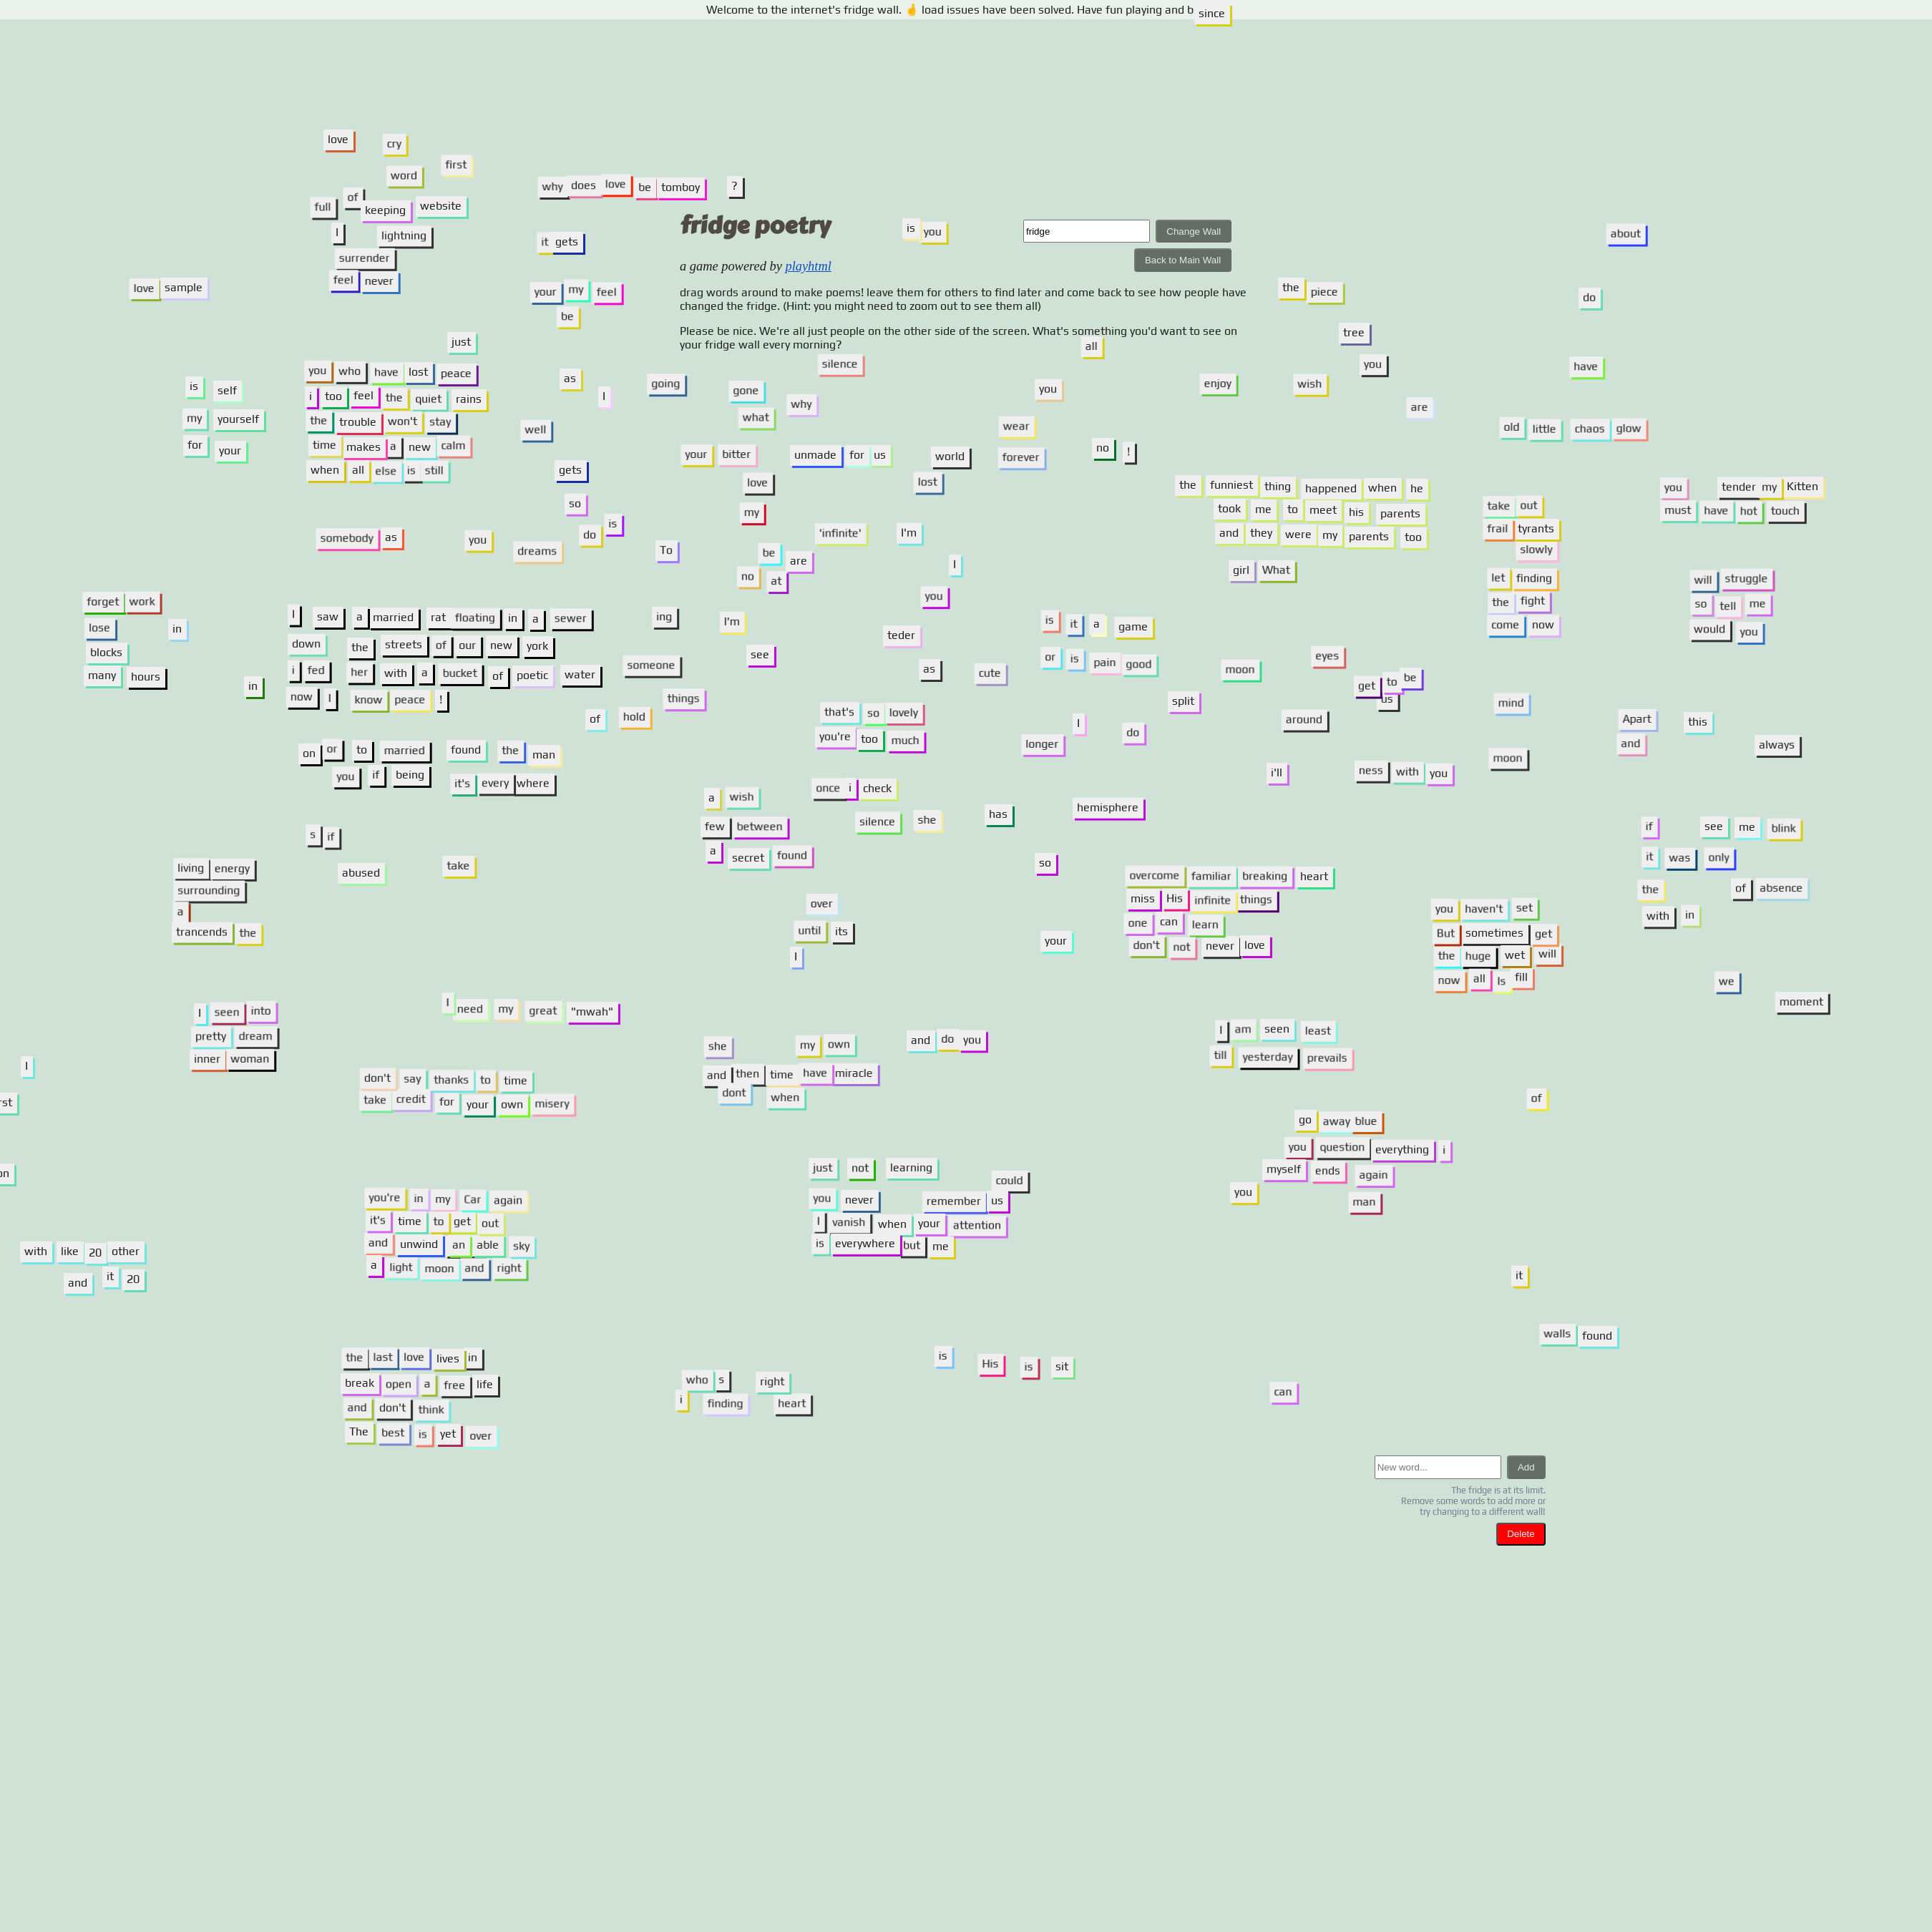 Welcome to the internet's fridge wall. ☝ load issues have been solved. Have fun playing and b
since
love cry
first
word
full of keeping website
I lightning
surrender
feel never
why does love be tomboy ?
it gets
fridge poetry
is you
fridge Change Wall
Back to Main Wall
a game powered by playhtml
drag words around to make poems! leave them for others to find later and come back to see how people have
changed the fridge. (Hint: you might need to zoom out to see them all)
Please be nice. We're all just people on the other side of the screen. What's something you'd want to see on
your fridge wall every morning?
about
love sample
your my feel
be
the piece
do
tree
just
all
you who have lost peace
i too feel the quiet rains
the trouble won't stay
time makes a new calm
when all else is still
silence
you
have
is self
my yourself
for your
as
I
going
gone
what
why
you
enjoy
wish
are
well
wear
old little chaos glow
your bitter
unmade for us
world
forever
no !
gets
love
lost
my
so
is
do
the funniest thing happened when he
took me to meet his parents
and they were my parents too
girl What
take out
frail tyrants
slowly
let finding
the fight
come now
you tender my Kitten
must have hot touch
will struggle
so tell me
would you
somebody as
you
dreams
To
'infinite'
I'm
be are
no at
I
you
forget work
lose in
blocks
many hours
in
I saw a married rat floating in a sewer
down the streets of our new york
i fed her with a bucket of poetic water
now I know peace !
ing
I'm
teder
see
someone
as
cute
is it a game
or is pain good
moon
eyes
get to be
us
things
of hold
split
around
mind
that's so lovely
you're too much
I
do
longer
Apart this
and
always
on or to married found the man
you if being it's every where
moon
i'll
ness with you
once i check
a wish
few between
a secret found
silence she
has
hemisphere
s if
abused
take
so
if see me blink
it was only
the of absence
with in
living energy
surrounding
a
trancends the
overcome familiar breaking heart
miss His infinite things
one can learn
don't not never love
over
until its
I
your
you haven't set
But sometimes get
the huge wet will
now all Is fill
we
moment
I seen into
pretty dream
inner woman
I need my great "mwah"
she
my own
and do you
and then time have miracle
dont when
I am seen least
till yesterday prevails
I
rst
don't say thanks to time
take credit for your own misery
of
go away blue
you question everything i
myself ends again
you
man
on
just not learning
could
you never remember us
I vanish when your attention
is everywhere but me
you're in my Car again
it's time to get out
and unwind an able sky
a light moon and right
with like 20 other
and it 20
it
walls found
the last love lives in
break open a free life
and don't think
The best is yet over
is His is sit
who s right
i finding heart
can
New word... Add
The fridge is at its limit.
Remove some words to add more or
try changing to a different wall!
Delete